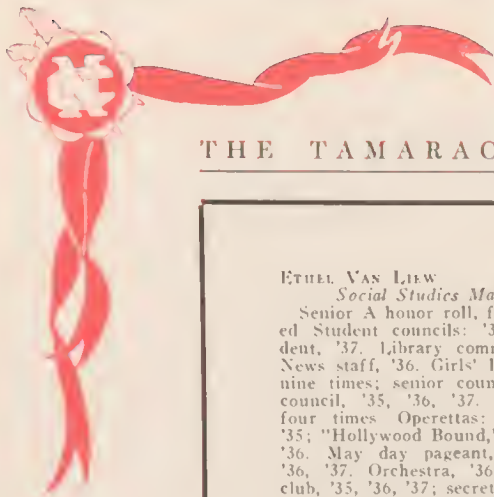 NC
THE TAMARAC
ETHEL VAN LIEW
Social Studies Ma
Senior A honor roll, f
ed Student councils: '3
dent, '37. Library com
News staff, '36. Girls' 
nine times; senior coun
council, '35, '36, '37.
four times Operettas:
'35; "Hollywood Bound,"
'36. May day pageant,
'36, '37. Orchestra, '36
club, '35, '36, '37; secret